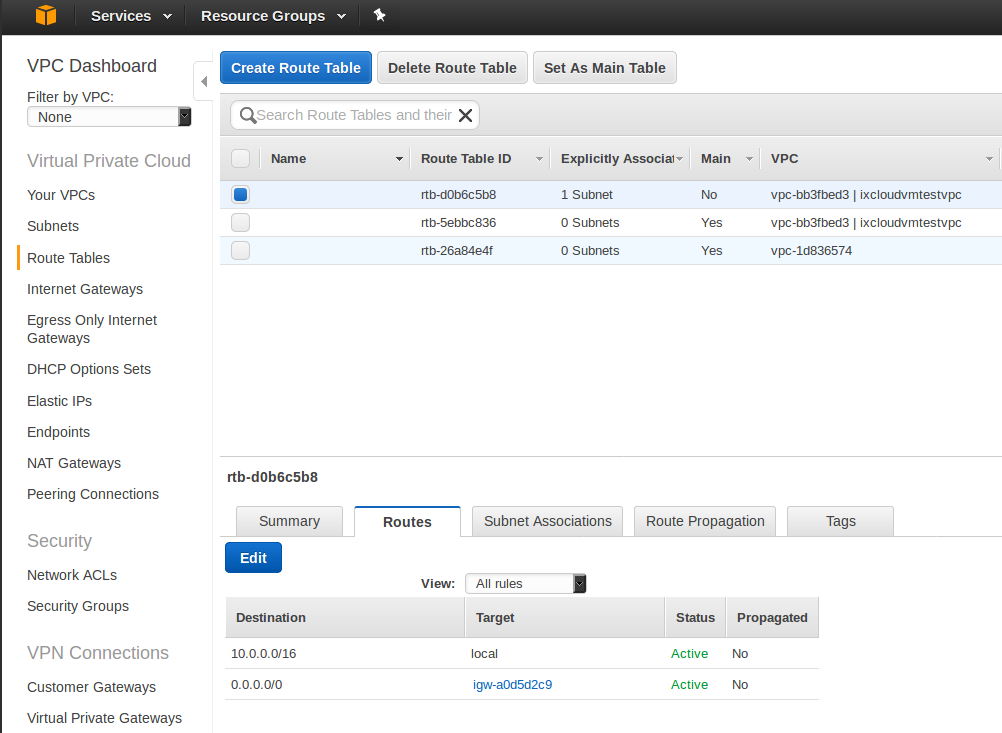 Services Resource Groups
VPC Dashboard
Filter by VPC:
None
Virtual Private Cloud
Your VPCs
Subnets
Route Tables
Internet Gateways
Egress Only Internet
Gateways
DHCP Options Sets
Elastic IPs
Endpoints
NAT Gateways
Peering Connections
Security
Network ACLs
Security Groups
VPN Connections
Customer Gateways
Virtual Private Gateways
Create Route Table Delete Route Table Set As Main Table
Search Route Tables and their
Name Route Table ID Explicitly Associat Main VPC
rtb-d0b6c5b8 1 Subnet No vpc-bb3fbed3 | ixcloudvmtestvpc
rtb-5ebbc836 0 Subnets Yes vpc-bb3fbed3 | ixcloudvmtestvpc
rtb-26a84e4f 0 Subnets Yes vpc-1d836574
rtb-d0b6c5b8
Summary Routes Subnet Associations Route Propagation Tags
Edit
View: All rules
Destination Target Status Propagated
10.0.0.0/16 local Active No
0.0.0.0/0 igw-a0d5d2c9 Active No